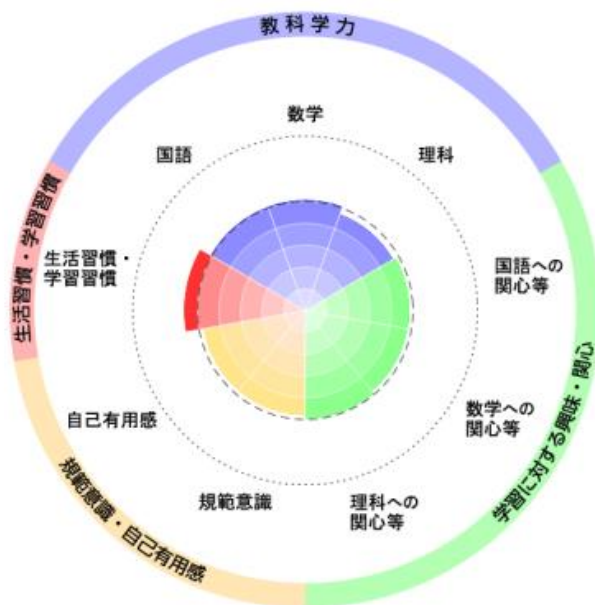 教科学力
数学
国語
理科
生活習慣・学習習慣
生活習慣・
学習習慣
国語への
関心等
自己有用感
数学への
関心等
規範意識
理科への
関心等
規範意識・自己有用感
学習に対する興味・関心